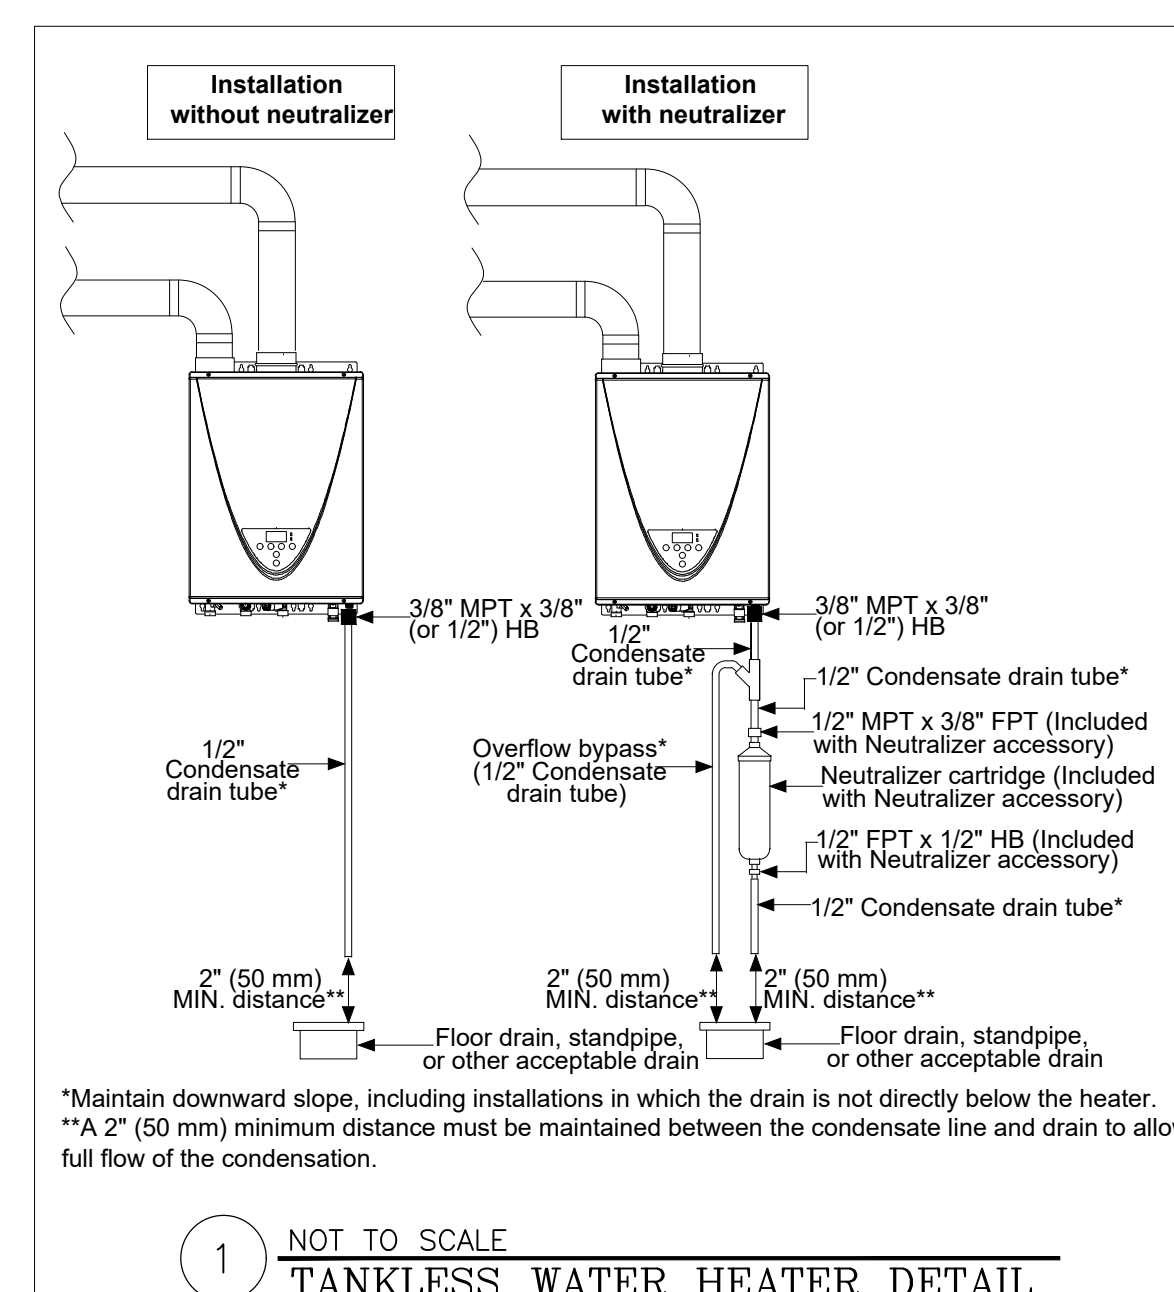 Installation
without neutralizer
Installation
with neutralizer
3/8" MPT x 3/8"
(or 1/2") HB
1/2"
Condensate
drain tube*
2" (50 mm)
MIN. distance**
Floor drain, standpipe,
or other acceptable drain
3/8" MPT x 3/8"
(or 1/2") HB
1/2"
Condensate
drain tube*
1/2" Condensate drain tube*
1/2" MPT x 3/8" FPT (Included
with Neutralizer accessory)
Overflow bypass*
(1/2" Condensate
drain tube)
Neutralizer cartridge (Included
with Neutralizer accessory)
1/2" FPT x 1/2" HB (Included
with Neutralizer accessory)
1/2" Condensate drain tube*
2" (50 mm)
MIN. distance**
2" (50 mm)
MIN. distance**
Floor drain, standpipe,
or other acceptable drain
*Maintain downward slope, including installations in which the drain is not directly below the heater.
**A 2" (50 mm) minimum distance must be maintained between the condensate line and drain to allow
full flow of the condensation.
1
NOT TO SCALE
TANKLESS WATER HEATER DETAIL